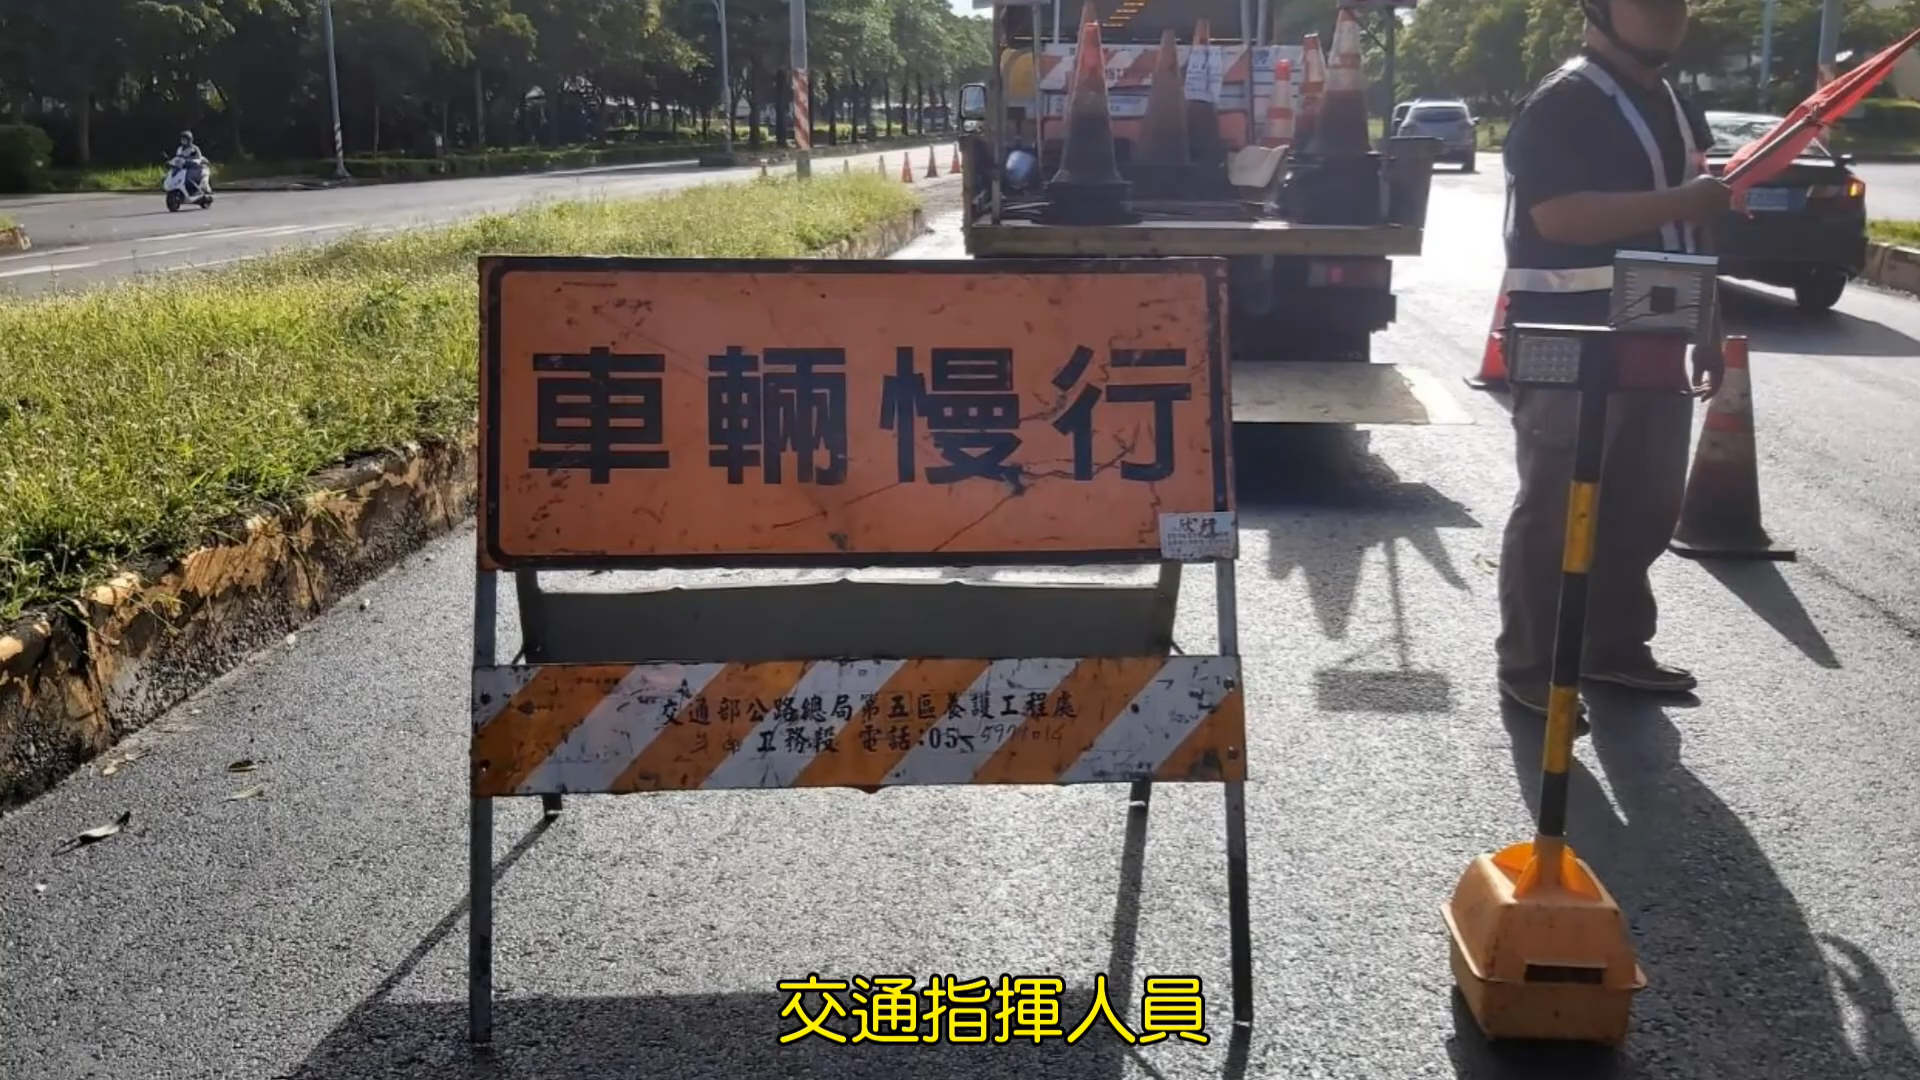 車輛慢行
交通部公路總局第五區養護工程處
工務段 電話:05-
交通指揮人員